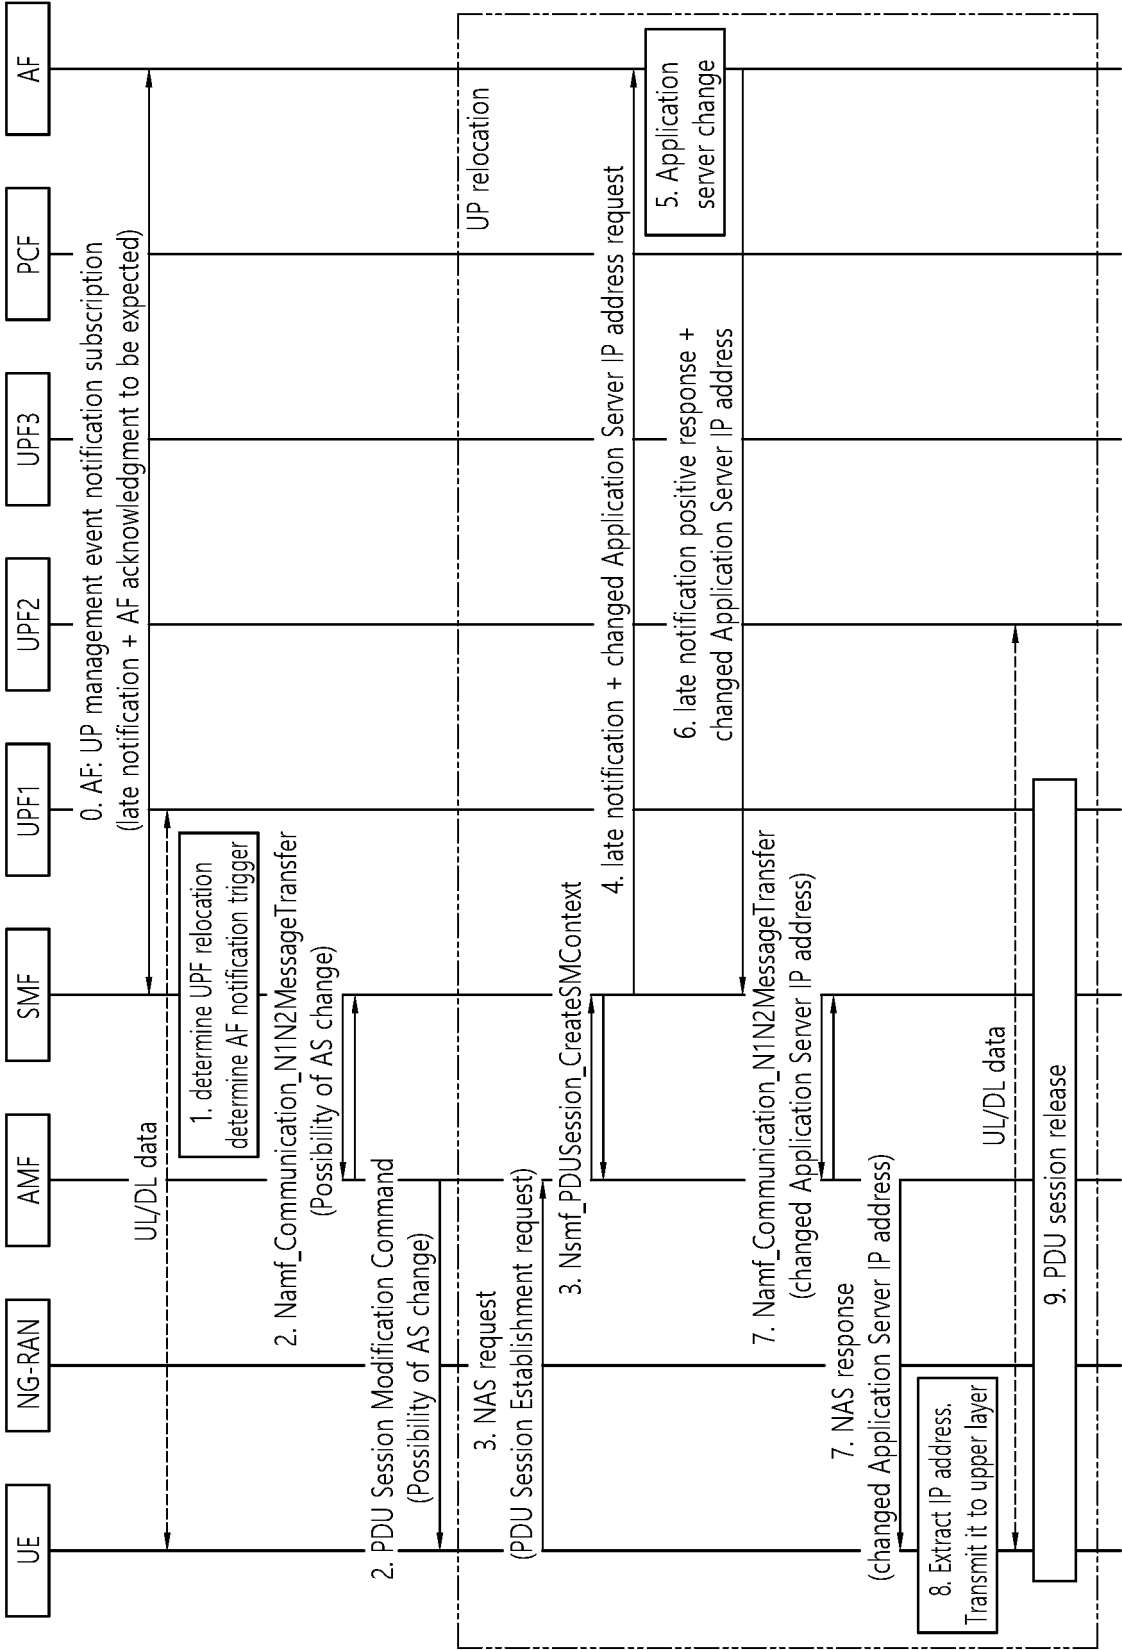 UE
NG-RAN
AMF
SMF
UPF1
UPF2
UPF3
PCF
AF
0. AF: UP management event notification subscription
(late notification + AF acknowledgment to be expected)
UL/DL data
1. determine UPF relocation
determine AF notification trigger
2. Namf_Communication_N1N2MessageTransfer
(Possibility of AS change)
2. PDU Session Modification Command
(Possibility of AS change)
UP relocation
3. NAS request
(PDU Session Establishment request)
3. Nsmf_PDUSession_CreateSMContext
4. late notification + changed Application Server IP address request
5. Application
server change
6. late notification positive response +
changed Application Server IP address
7. Namf_Communication_N1N2MessageTransfer
(changed Application Server IP address)
7. NAS response
(changed Application Server IP address)
8. Extract IP address.
Transmit it to upper layer
UL/DL data
9. PDU session release